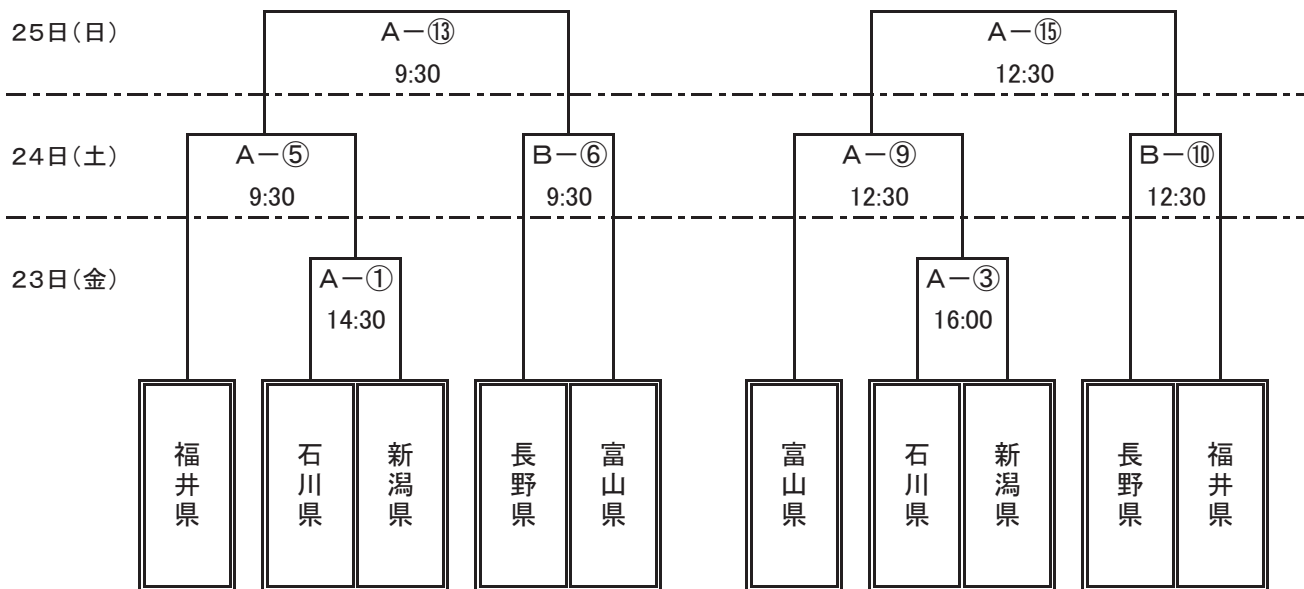 25日(日)
A－⑬
9:30
A－⑮
12:30
24日(土)
A－⑤
9:30
B－⑥
9:30
A－⑨
12:30
B－⑩
12:30
23日(金)
A－①
14:30
A－③
16:00
福井県
石川県
新潟県
長野県
富山県
富山県
石川県
新潟県
長野県
福井県